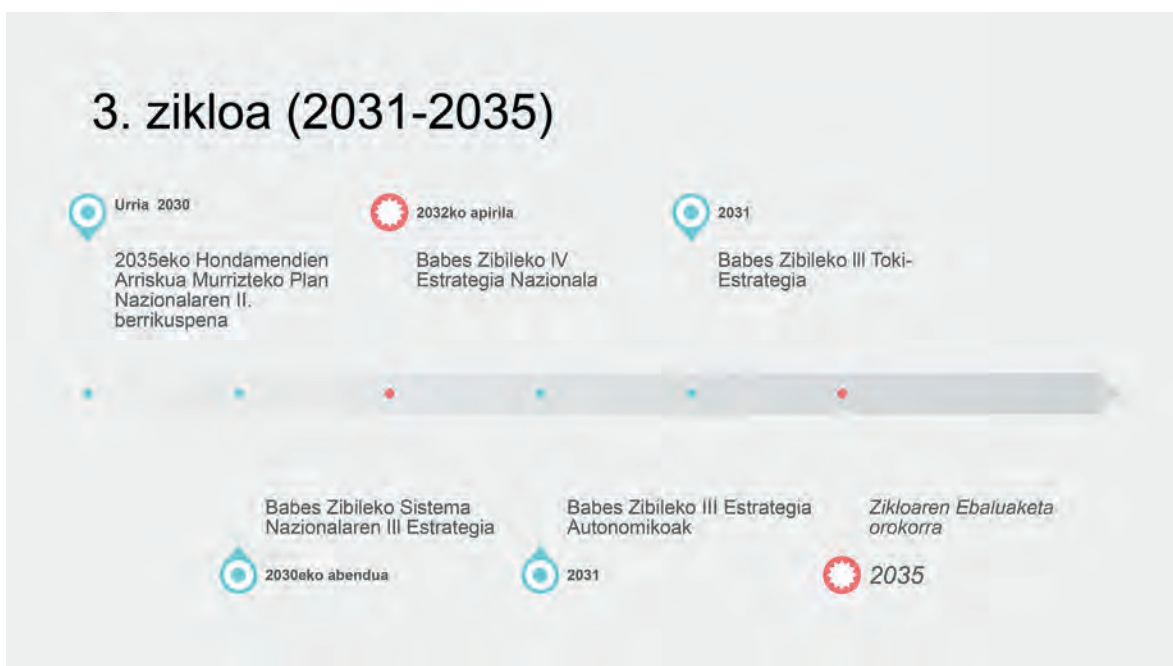 3. zikloa (2031-2035)
Urria 2030
2035eko Hondamendien
Arriskua Murrizteko Plan
Nazionalaren II.
berrikuspena
2032ko apirila
Babes Zibileko IV
Estrategia Nazionala
2031
Babes Zibileko III Toki-
Estrategia
Babes Zibileko Sistema
Nazionalaren III Estrategia
2030eko abendua
Babes Zibileko III Estrategia
Autonomikoak
2031
Zikloaren Ebaluaketa
orokorra
2035